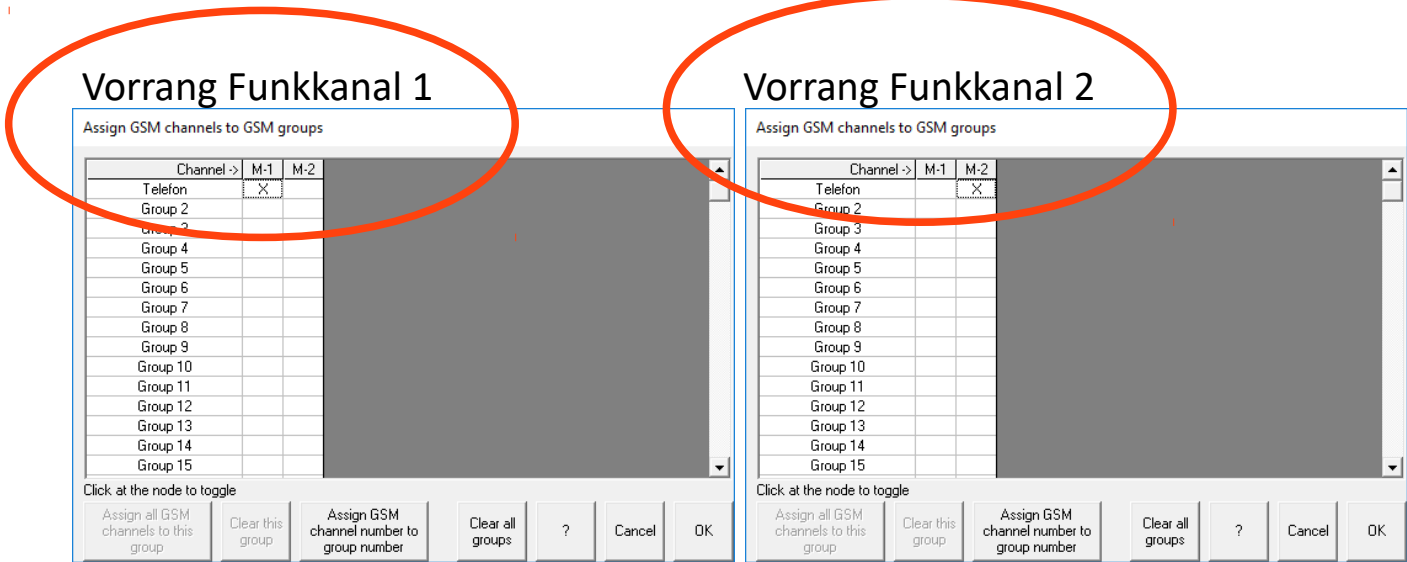 Vorrang Funkkanal 1
Assign GSM channels to GSM groups
Channel -> M-1 M-2
Telefon X
Group 2
Group 3
Group 4
Group 5
Group 6
Group 7
Group 8
Group 9
Group 10
Group 11
Group 12
Group 13
Group 14
Group 15
Click at the node to toggle
Assign all GSM
channels to this
group
Clear this
group
Assign GSM
channel number to
group number
Clear all
groups
?
Cancel
OK
Vorrang Funkkanal 2
Assign GSM channels to GSM groups
Channel -> M-1 M-2
Telefon X
Group 2
Group 3
Group 4
Group 5
Group 6
Group 7
Group 8
Group 9
Group 10
Group 11
Group 12
Group 13
Group 14
Group 15
Click at the node to toggle
Assign all GSM
channels to this
group
Clear this
group
Assign GSM
channel number to
group number
Clear all
groups
?
Cancel
OK